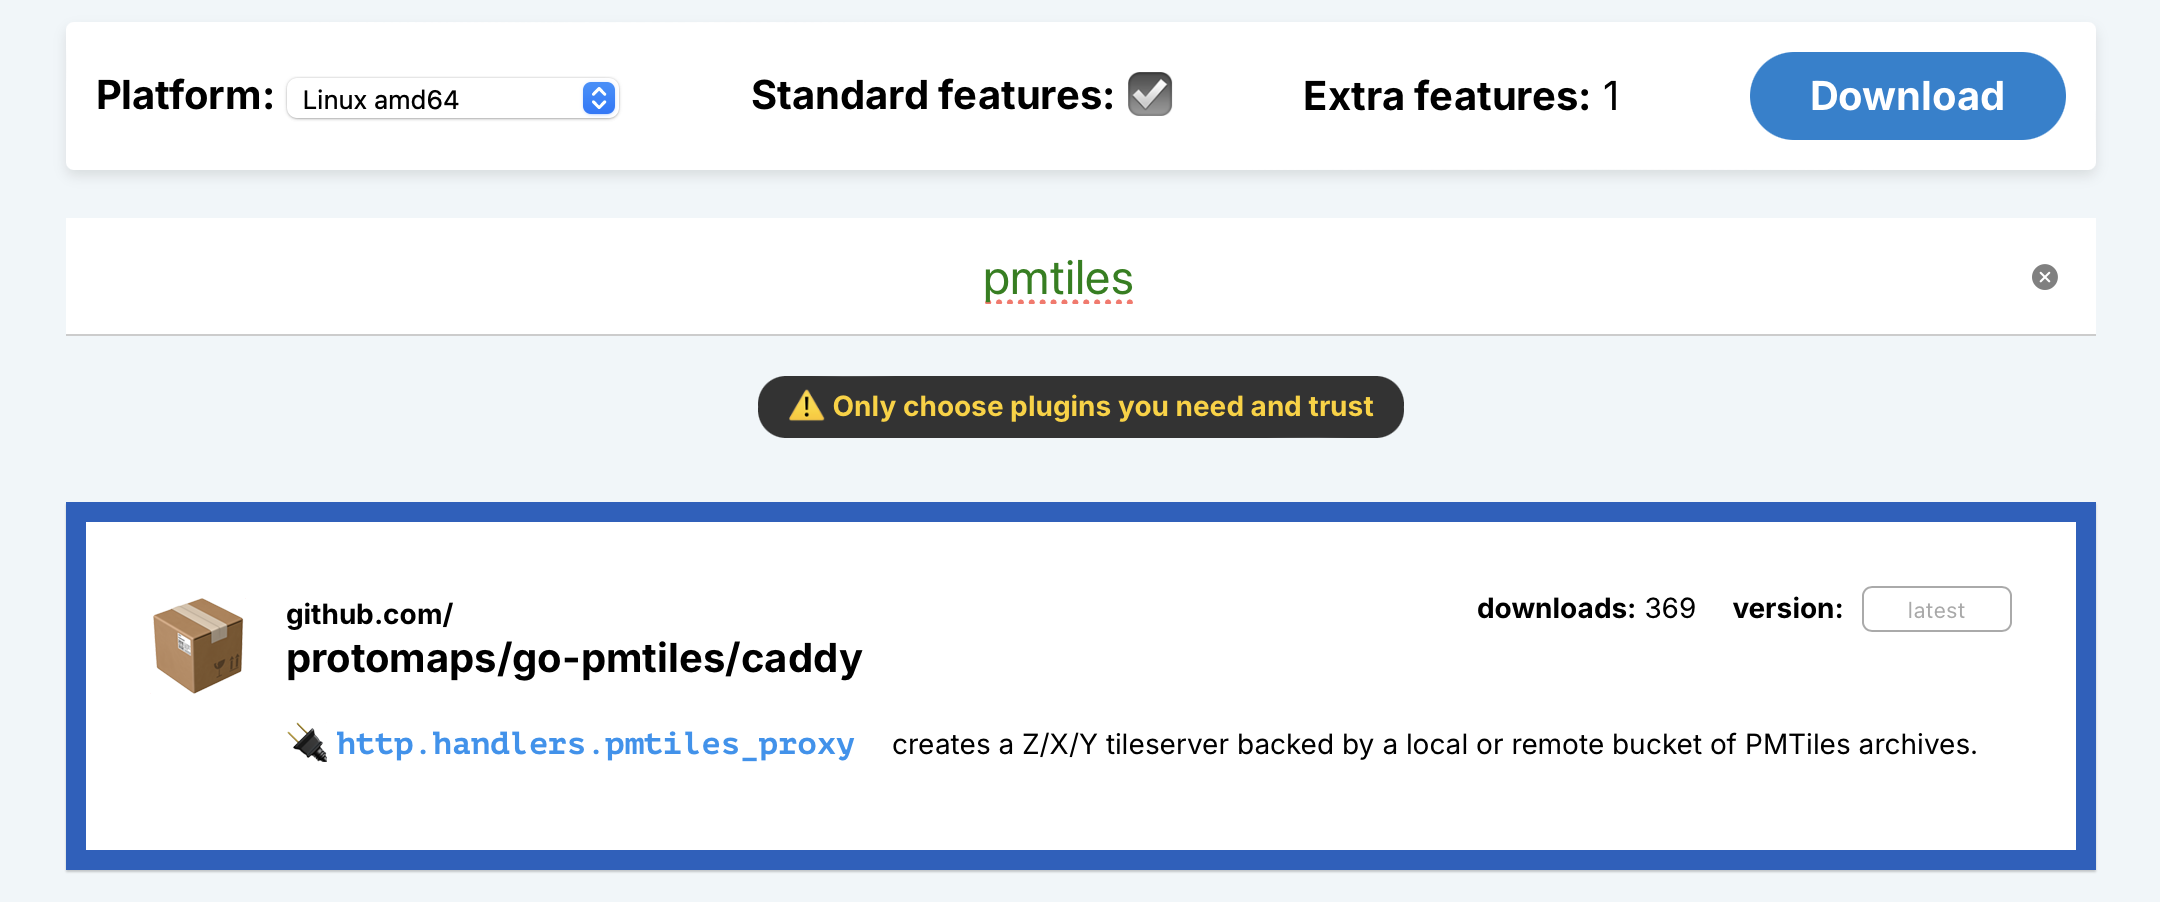 Platform: Linux amd64 Standard features: Extra features: 1 Download
pmtiles
Only choose plugins you need and trust
github.com/
protomaps/go-pmtiles/caddy
downloads: 369 version: latest
http.handlers.pmtiles_proxy creates a Z/X/Y tileserver backed by a local or remote bucket of PMTiles archives.